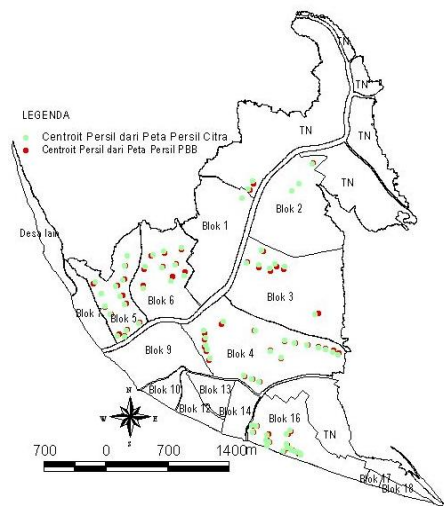 TN
TN
TN
TN
LEGENDA
Centroit Persil dari Peta Persil Citra
Centroit Persil dari Peta Persil PBB
TN
Blok 2
Blok 1
Desa lain
Blok 6
Blok 3
Blok 7
Blok 5
Blok 9
Blok 4
Blok 10
Blok 13
Blok 12
Blok 14
Blok 16
TN
N
W
E
S
Blok 17
Blok 18
700 0 700 1400 m